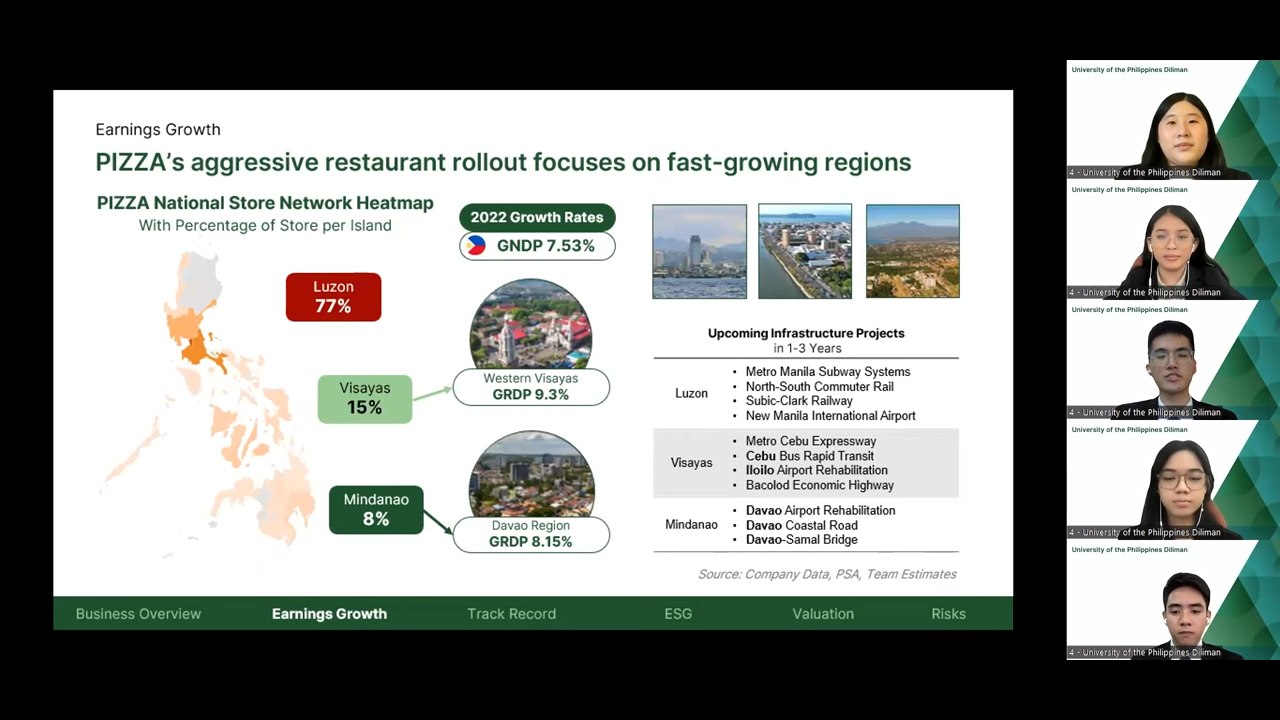 Earnings Growth
PIZZA's aggressive restaurant rollout focuses on fast-growing regions
PIZZA National Store Network Heatmap
With Percentage of Store per Island
2022 Growth Rates
GNDP 7.53%
Luzon
77%
Visayas
15%
Western Visayas
GRDP 9.3%
Mindanao
8%
Davao Region
GRDP 8.15%
Upcoming Infrastructure Projects
in 1-3 Years
Luzon
• Metro Manila Subway Systems
• North-South Commuter Rail
• Subic-Clark Railway
• New Manila International Airport
Visayas
• Metro Cebu Expressway
• Cebu Bus Rapid Transit
• Iloilo Airport Rehabilitation
• Bacolod Economic Highway
Mindanao
• Davao Airport Rehabilitation
• Davao Coastal Road
• Davao-Samal Bridge
Source: Company Data, PSA, Team Estimates
Business Overview
Earnings Growth
Track Record
ESG
Valuation
Risks
University of the Philippines Diliman
4 - University of the Philippines Diliman
University of the Philippines Diliman
4 - University of the Philippines Diliman
University of the Philippines Diliman
4 - University of the Philippines Diliman
University of the Philippines Diliman
4 - University of the Philippines Diliman
University of the Philippines Diliman
4 - University of the Philippines Diliman